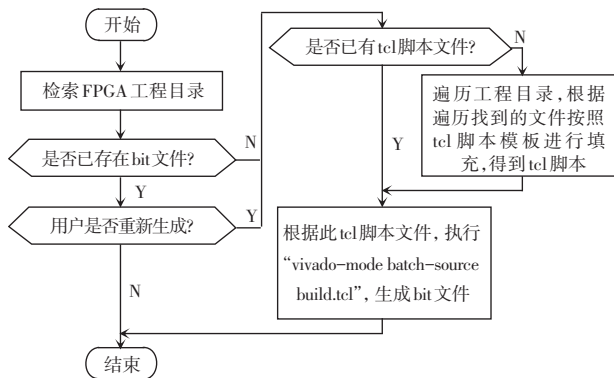 开始
检索FPGA工程目录
是否已存在bit文件?
N
Y
用户是否重新生成?
Y
N
结束
是否已有tcl脚本文件?
N
Y
遍历工程目录,根据
遍历找到的文件按照
tcl脚本模板进行填
充,得到tcl脚本
根据此tcl脚本文件,执行
“vivado-mode batch-source
build.tcl”,生成bit文件